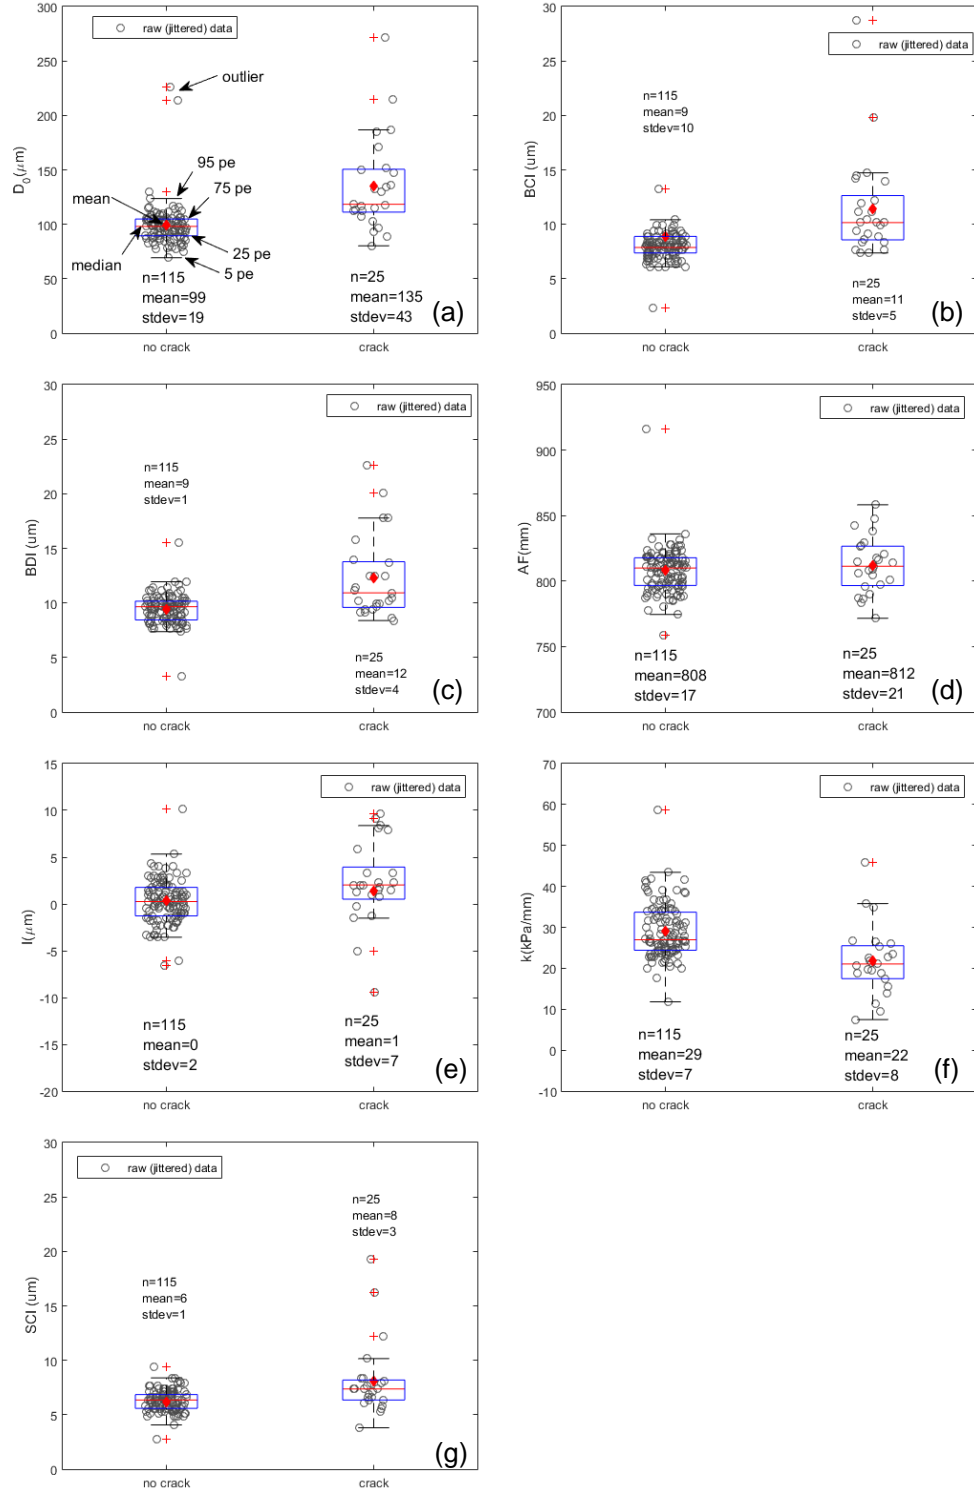 300
250
200
150
100
50
0
D0(μm)
raw (jittered) data
outlier
95 pe
75 pe
mean
median
25 pe
5 pe
n=115
mean=99
stdev=19
n=25
mean=135
stdev=43
(a)
no crack
crack
30
25
20
15
10
5
0
BCI (um)
raw (jittered) data
n=115
mean=9
stdev=10
n=25
mean=11
stdev=5
(b)
no crack
crack
30
25
20
15
10
5
0
BDI (um)
raw (jittered) data
n=115
mean=9
stdev=1
n=25
mean=12
stdev=4
(c)
no crack
crack
950
900
850
800
750
700
AF(mm)
raw (jittered) data
n=115
mean=808
stdev=17
n=25
mean=812
stdev=21
(d)
no crack
crack
15
10
5
0
-5
-10
-15
-20
I(μm)
raw (jittered) data
n=115
mean=0
stdev=2
n=25
mean=1
stdev=7
(e)
no crack
crack
70
60
50
40
30
20
10
0
-10
k(kPa/mm)
raw (jittered) data
n=115
mean=29
stdev=7
n=25
mean=22
stdev=8
(f)
no crack
crack
30
25
20
15
10
5
0
SCI (um)
raw (jittered) data
n=115
mean=6
stdev=1
n=25
mean=8
stdev=3
(g)
no crack
crack